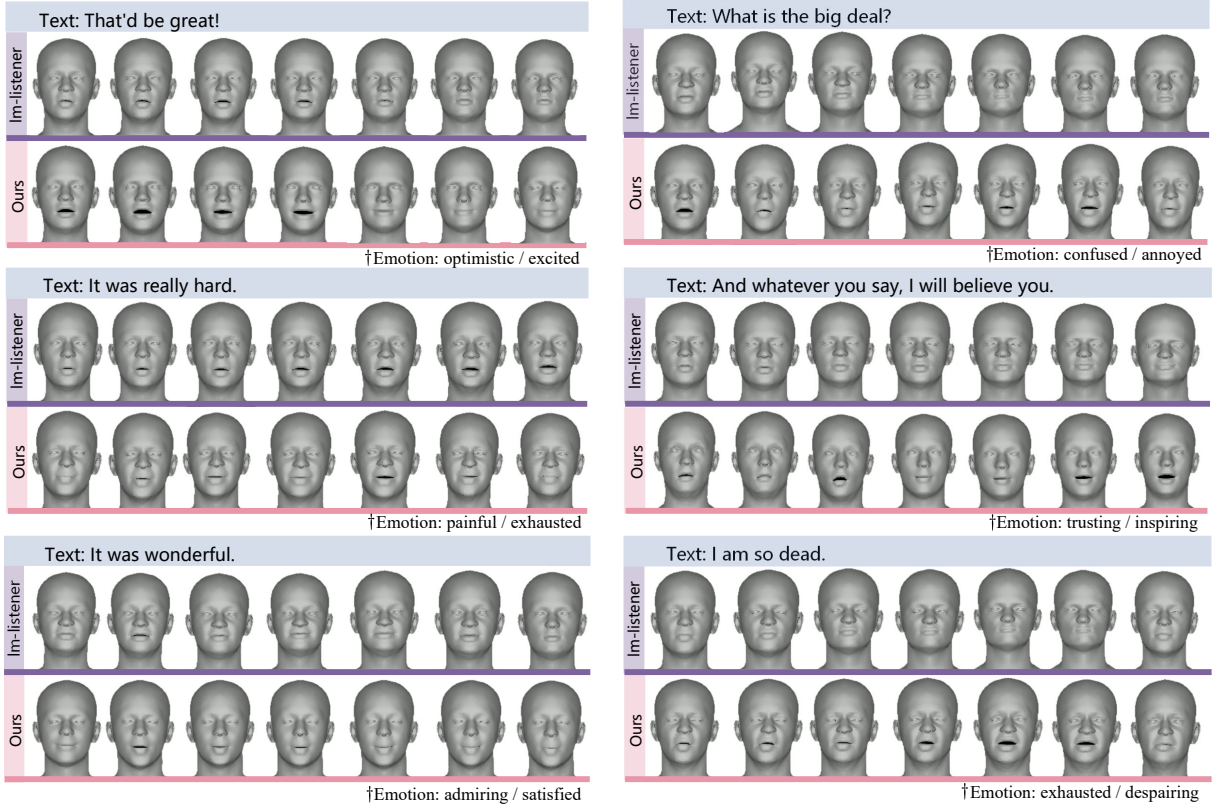 Text: That'd be great!
Im-listener
Ours
†Emotion: optimistic / excited
Text: What is the big deal?
Im-listener
Ours
†Emotion: confused / annoyed
Text: It was really hard.
Im-listener
Ours
†Emotion: painful / exhausted
Text: And whatever you say, I will believe you.
Im-listener
Ours
†Emotion: trusting / inspiring
Text: It was wonderful.
Im-listener
Ours
†Emotion: admiring / satisfied
Text: I am so dead.
Im-listener
Ours
†Emotion: exhausted / despairing